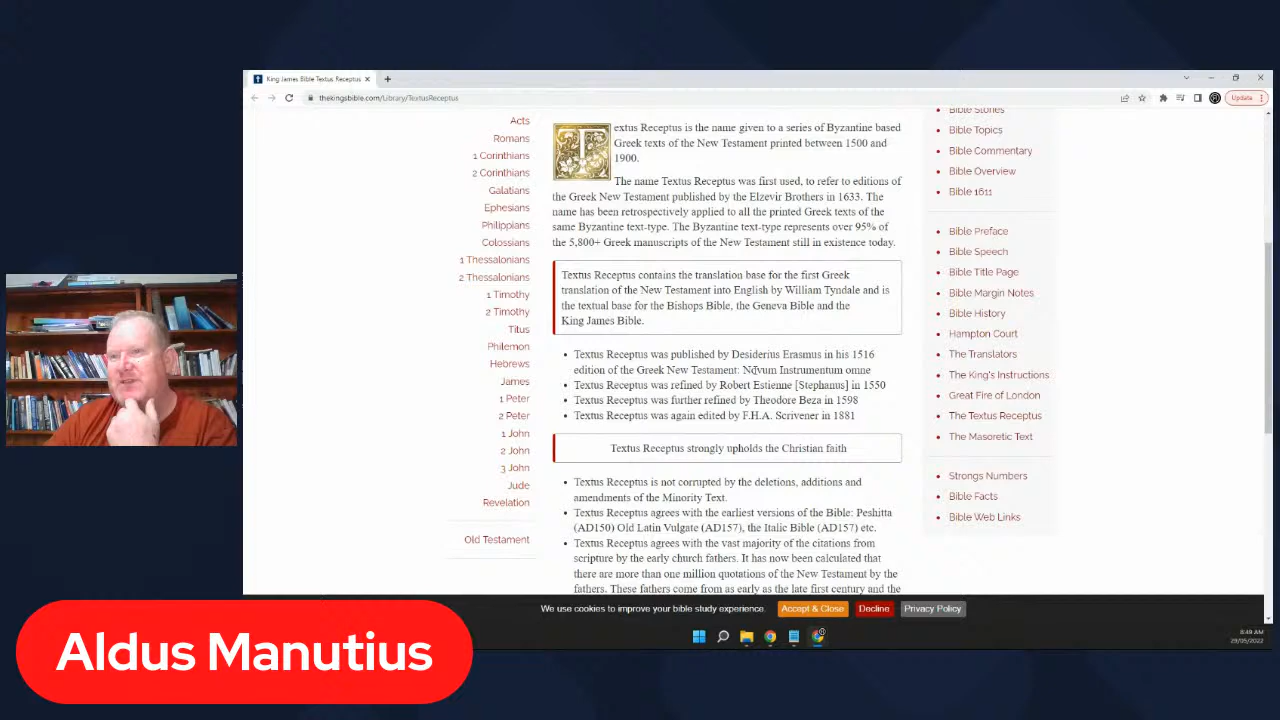 King James Bible Textus Receptus
thekingsbible.com/Library/TextusReceptus
Update
Acts
Romans
1 Corinthians
2 Corinthians
Galatians
Ephesians
Philippians
Colossians
1 Thessalonians
2 Thessalonians
1 Timothy
2 Timothy
Titus
Philemon
Hebrews
James
1 Peter
2 Peter
1 John
2 John
3 John
Jude
Revelation
Old Testament
Textus Receptus is the name given to a series of Byzantine based
Greek texts of the New Testament printed between 1500 and
1900.
The name Textus Receptus was first used, to refer to editions of
the Greek New Testament published by the Elzevir Brothers in 1633. The
name has been retrospectively applied to all the printed Greek texts of the
same Byzantine text-type. The Byzantine text-type represents over 95% of
the 5,800+ Greek manuscripts of the New Testament still in existence today.
Textus Receptus contains the translation base for the first Greek
translation of the New Testament into English by William Tyndale and is
the textual base for the Bishops Bible, the Geneva Bible and the
King James Bible.
Textus Receptus was published by Desiderius Erasmus in his 1516
edition of the Greek New Testament: Novum Instrumentum omne
Textus Receptus was refined by Robert Estienne [Stephanus] in 1550
Textus Receptus was further refined by Theodore Beza in 1598
Textus Receptus was again edited by F.H.A. Scrivener in 1881
Textus Receptus strongly upholds the Christian faith
Textus Receptus is not corrupted by the deletions, additions and
amendments of the Minority Text.
Textus Receptus agrees with the earliest versions of the Bible: Peshitta
(AD150) Old Latin Vulgate (AD157), the Italic Bible (AD157) etc.
Textus Receptus agrees with the vast majority of the citations from
scripture by the early church fathers. It has now been calculated that
there are more than one million quotations of the New Testament by the
fathers. These fathers come from as early as the late first century and the
Bible Stories
Bible Topics
Bible Commentary
Bible Overview
Bible 1611
Bible Preface
Bible Speech
Bible Title Page
Bible Margin Notes
Bible History
Hampton Court
The Translators
The King's Instructions
Great Fire of London
The Textus Receptus
The Masoretic Text
Strongs Numbers
Bible Facts
Bible Web Links
We use cookies to improve your bible study experience.
Accept & Close
Decline
Privacy Policy
8:49 AM
29/05/2022
Aldus Manutius